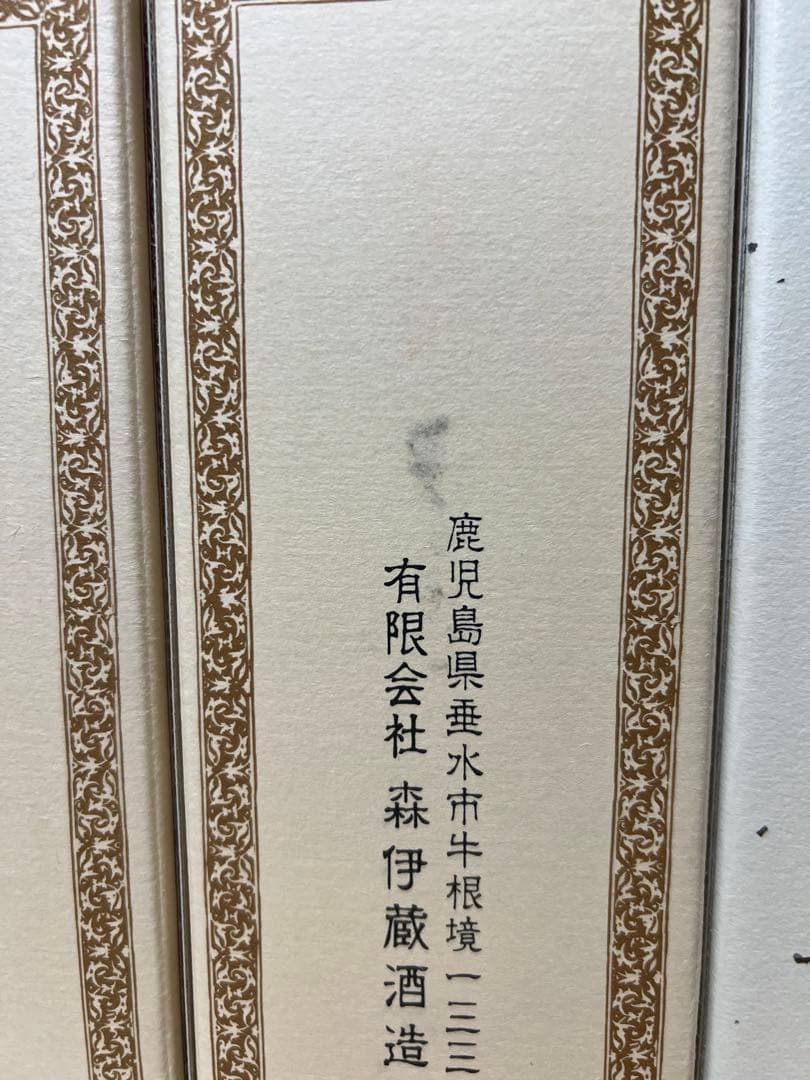 鹿児島県垂水市牛根境一三三
有限会社 森伊蔵酒造